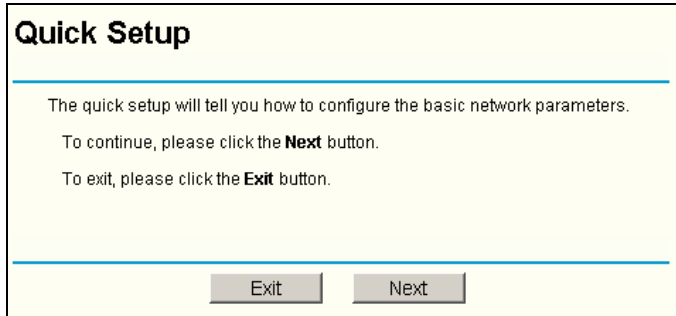 Quick Setup
The quick setup will tell you how to configure the basic network parameters.
To continue, please click the Next button.
To exit, please click the Exit button.
Exit Next